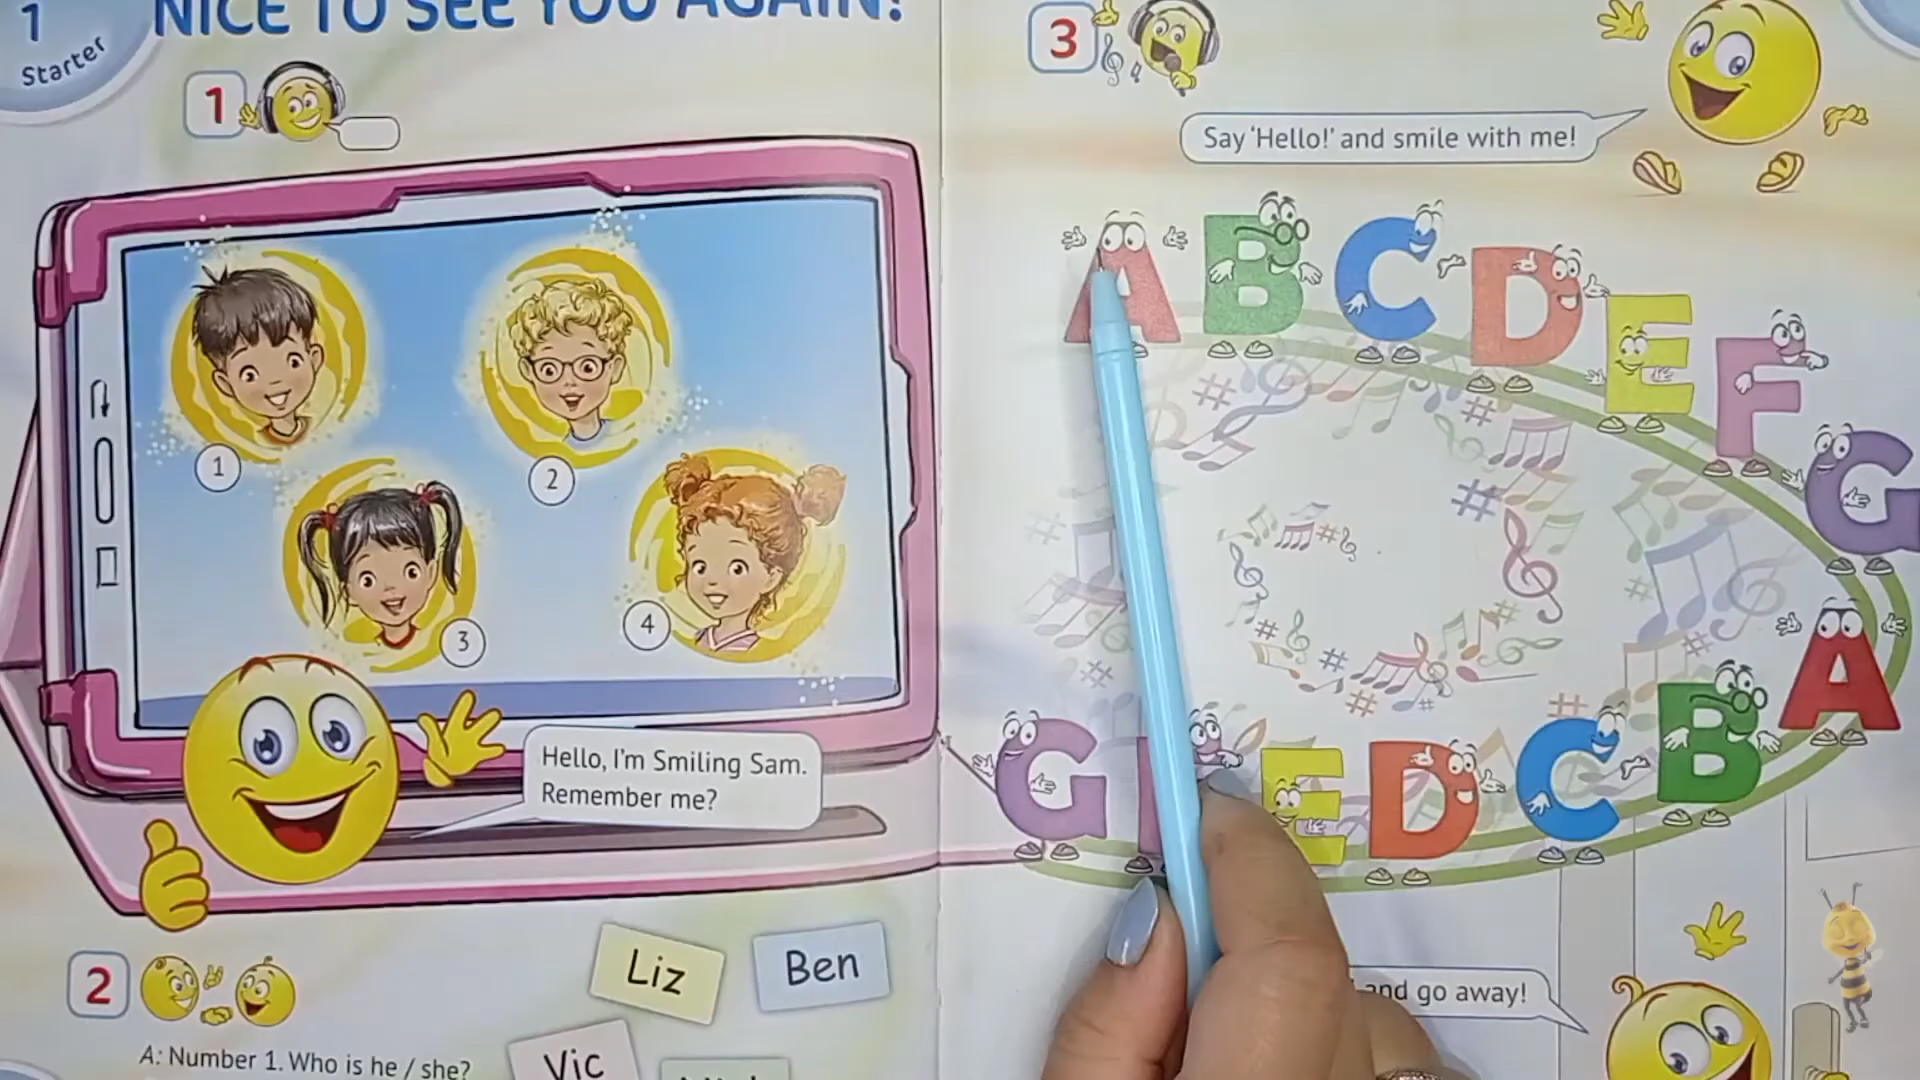 1
Starter
NICE TO SEE YOU AGAIN!
1
1
2
3
4
Hello, I'm Smiling Sam.
Remember me?
2
Liz
Ben
Vic
A: Number 1. Who is he / she?
3
Say 'Hello!' and smile with me!
A B C D E F G
A
G E D C B
and go away!